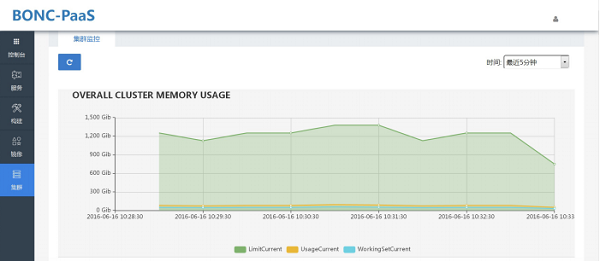 BONC-PaaS
集群监控
控制台
服务
构建
镜像
集群
时间: 最近5分钟
OVERALL CLUSTER MEMORY USAGE
1,500 Gib
1,200 Gib
900 Gib
600 Gib
300 Gib
0 Gib
2016-06-16 10:28:30
2016-06-16 10:29:30
2016-06-16 10:30:30
2016-06-16 10:31:30
2016-06-16 10:32:30
2016-06-16 10:33
LimitCurrent
UsageCurrent
WorkingSetCurrent